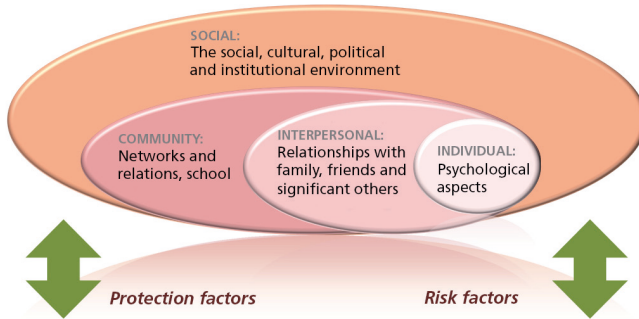 SOCIAL:
The social, cultural, political
and institutional environment
COMMUNITY:
Networks and
relations, school
INTERPERSONAL:
Relationships with
family, friends and
significant others
INDIVIDUAL:
Psychological
aspects
Protection factors
Risk factors